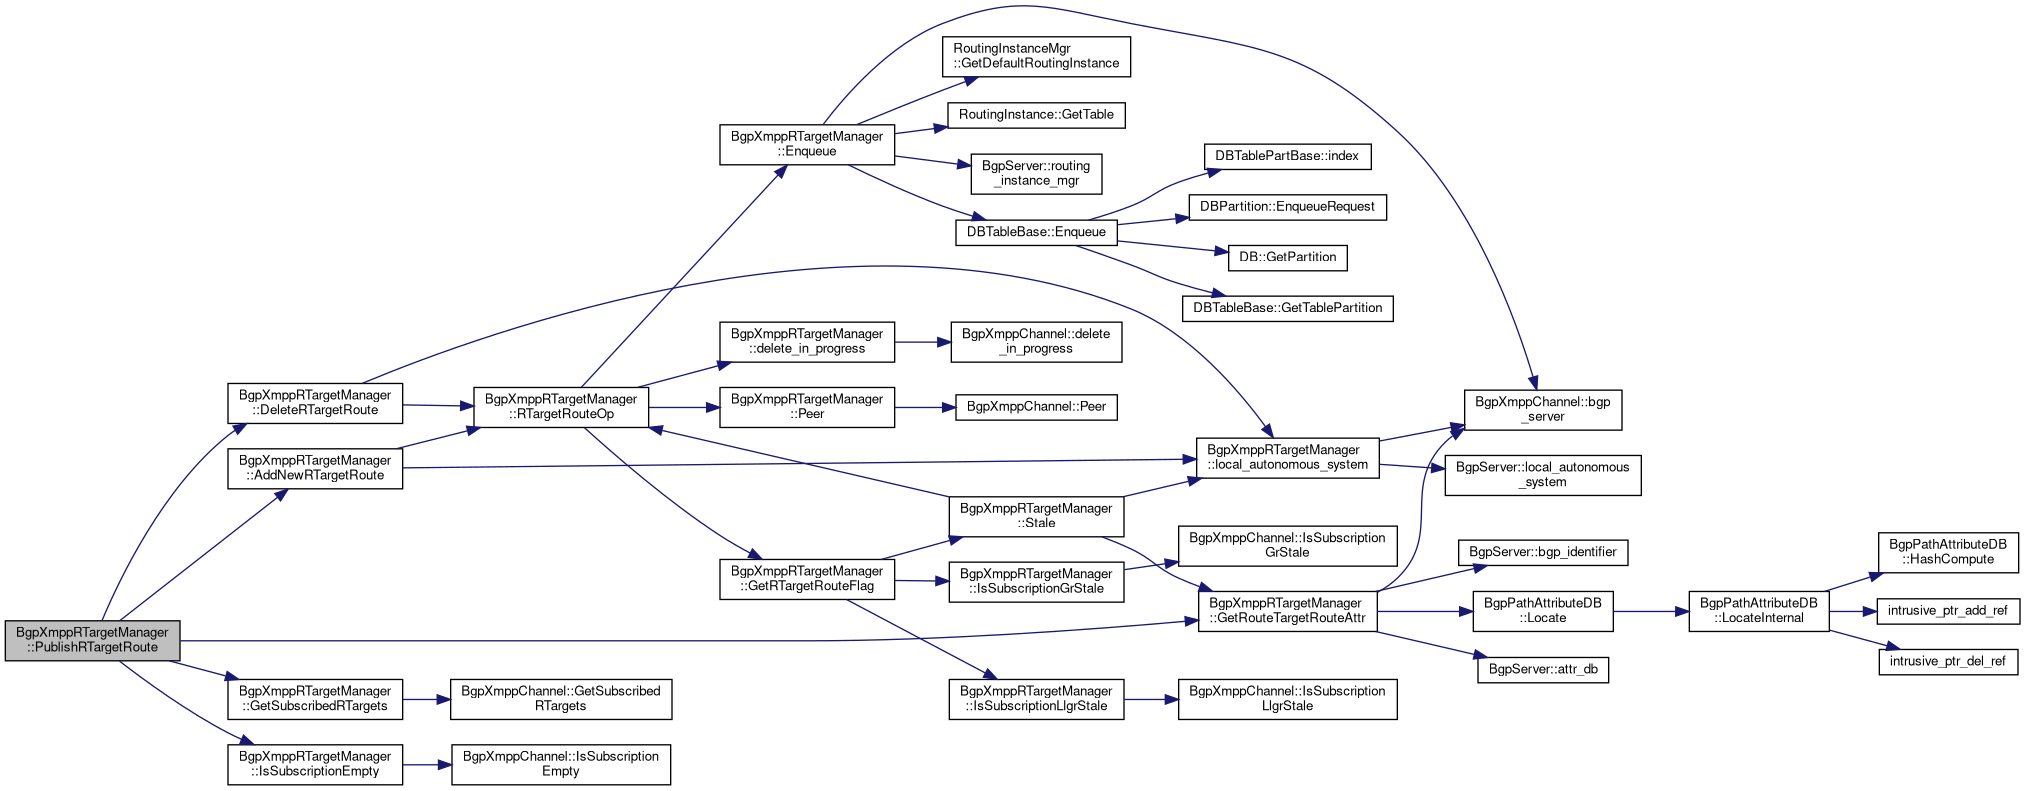 BgpXmppRTargetManager
::PublishRTargetRoute
BgpXmppRTargetManager
::DeleteRTargetRoute
BgpXmppRTargetManager
::AddNewRTargetRoute
BgpXmppRTargetManager
::GetSubscribedRTargets
BgpXmppRTargetManager
::IsSubscriptionEmpty
BgpXmppRTargetManager
::RTargetRouteOp
BgpXmppChannel::GetSubscribed
RTargets
BgpXmppChannel::IsSubscription
Empty
BgpXmppRTargetManager
::Enqueue
BgpXmppRTargetManager
::delete_in_progress
BgpXmppRTargetManager
::Peer
BgpXmppRTargetManager
::GetRTargetRouteFlag
RoutingInstanceMgr
::GetDefaultRoutingInstance
RoutingInstance::GetTable
BgpServer::routing
_instance_mgr
DBTableBase::Enqueue
BgpXmppChannel::delete
_in_progress
BgpXmppChannel::Peer
BgpXmppRTargetManager
::Stale
BgpXmppRTargetManager
::IsSubscriptionGrStale
BgpXmppRTargetManager
::IsSubscriptionLlgrStale
DBTablePartBase::index
DBPartition::EnqueueRequest
DB::GetPartition
DBTableBase::GetTablePartition
BgpXmppRTargetManager
::local_autonomous_system
BgpXmppChannel::IsSubscription
GrStale
BgpXmppRTargetManager
::GetRouteTargetRouteAttr
BgpXmppChannel::IsSubscription
LlgrStale
BgpXmppChannel::bgp
_server
BgpServer::local_autonomous
_system
BgpServer::bgp_identifier
BgpPathAttributeDB
::Locate
BgpServer::attr_db
BgpPathAttributeDB
::LocateInternal
BgpPathAttributeDB
::HashCompute
intrusive_ptr_add_ref
intrusive_ptr_del_ref